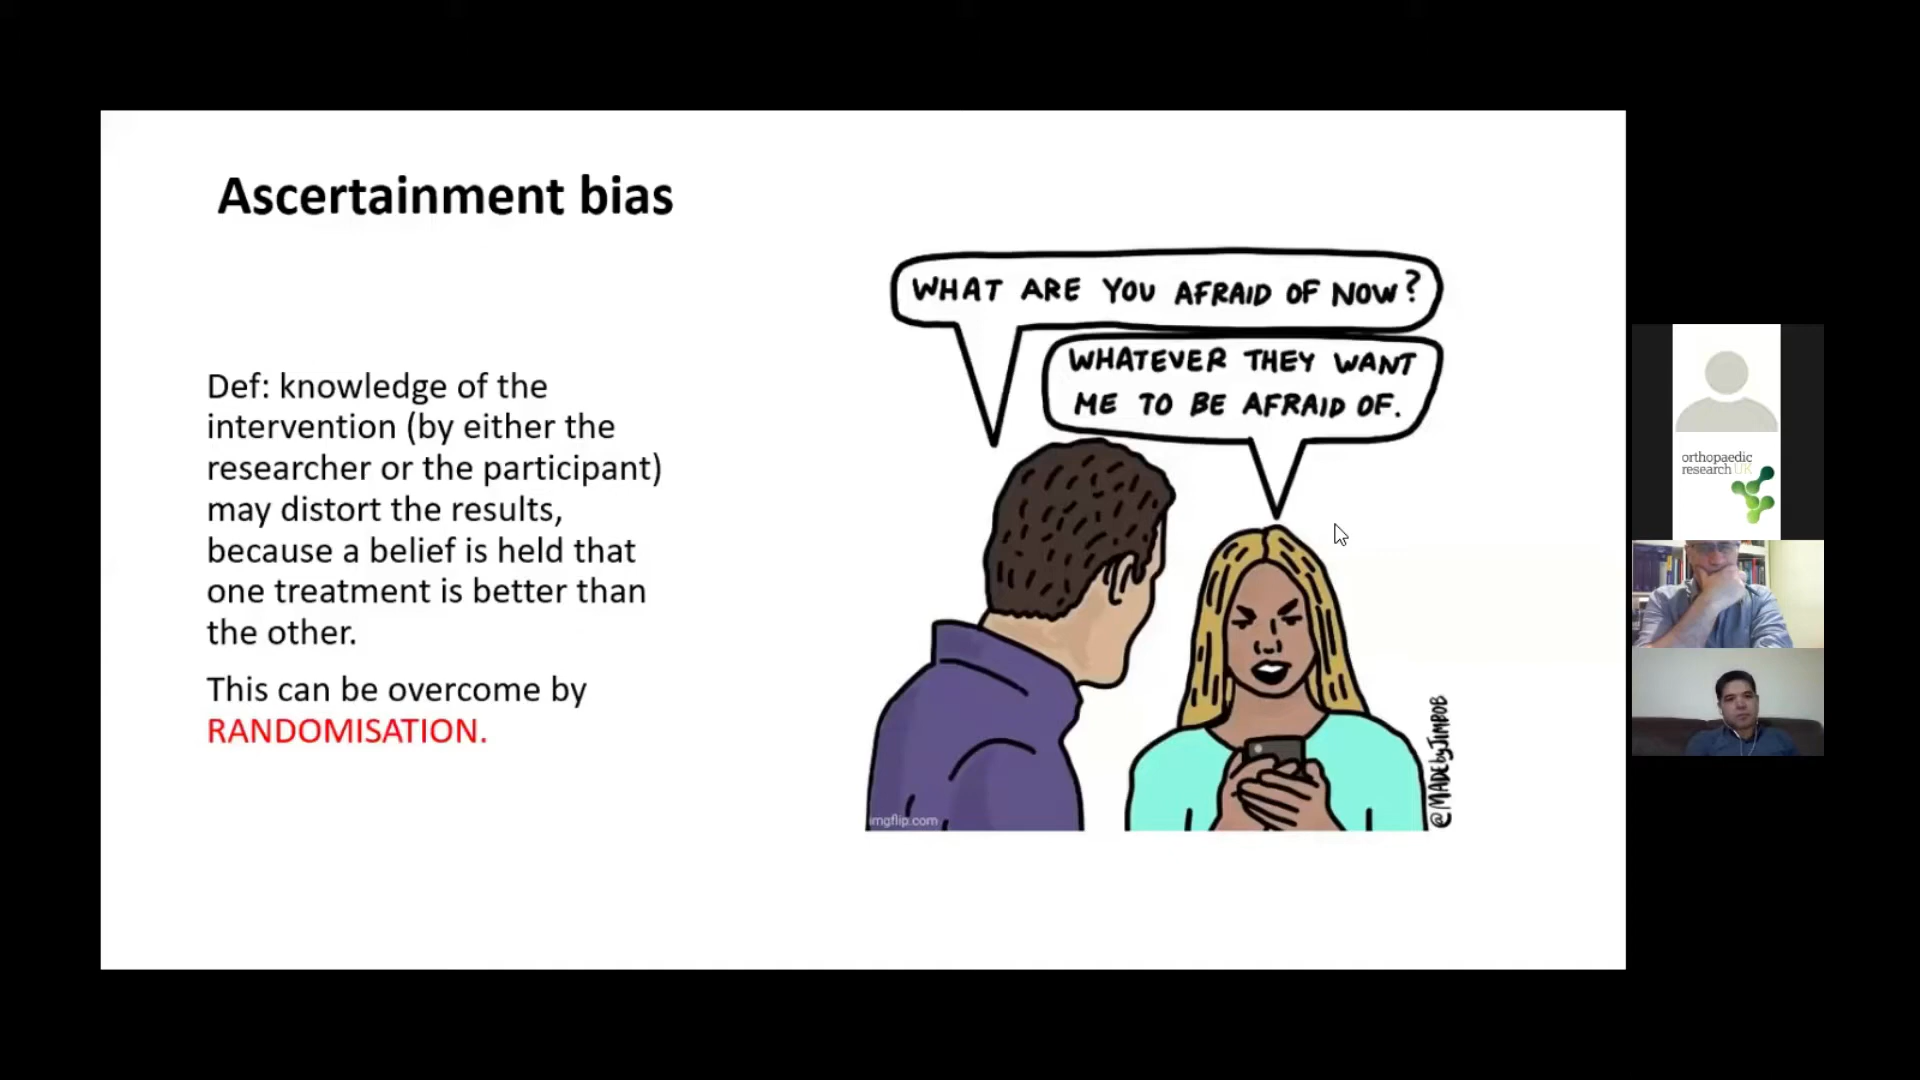 Ascertainment bias
Def: knowledge of the
intervention (by either the
researcher or the participant)
may distort the results,
because a belief is held that
one treatment is better than
the other.
This can be overcome by
RANDOMISATION.
WHAT ARE YOU AFRAID OF NOW?
WHATEVER THEY WANT
ME TO BE AFRAID OF.
@MADEbyJIMBOB
imgflip.com
orthopaedic
research UK